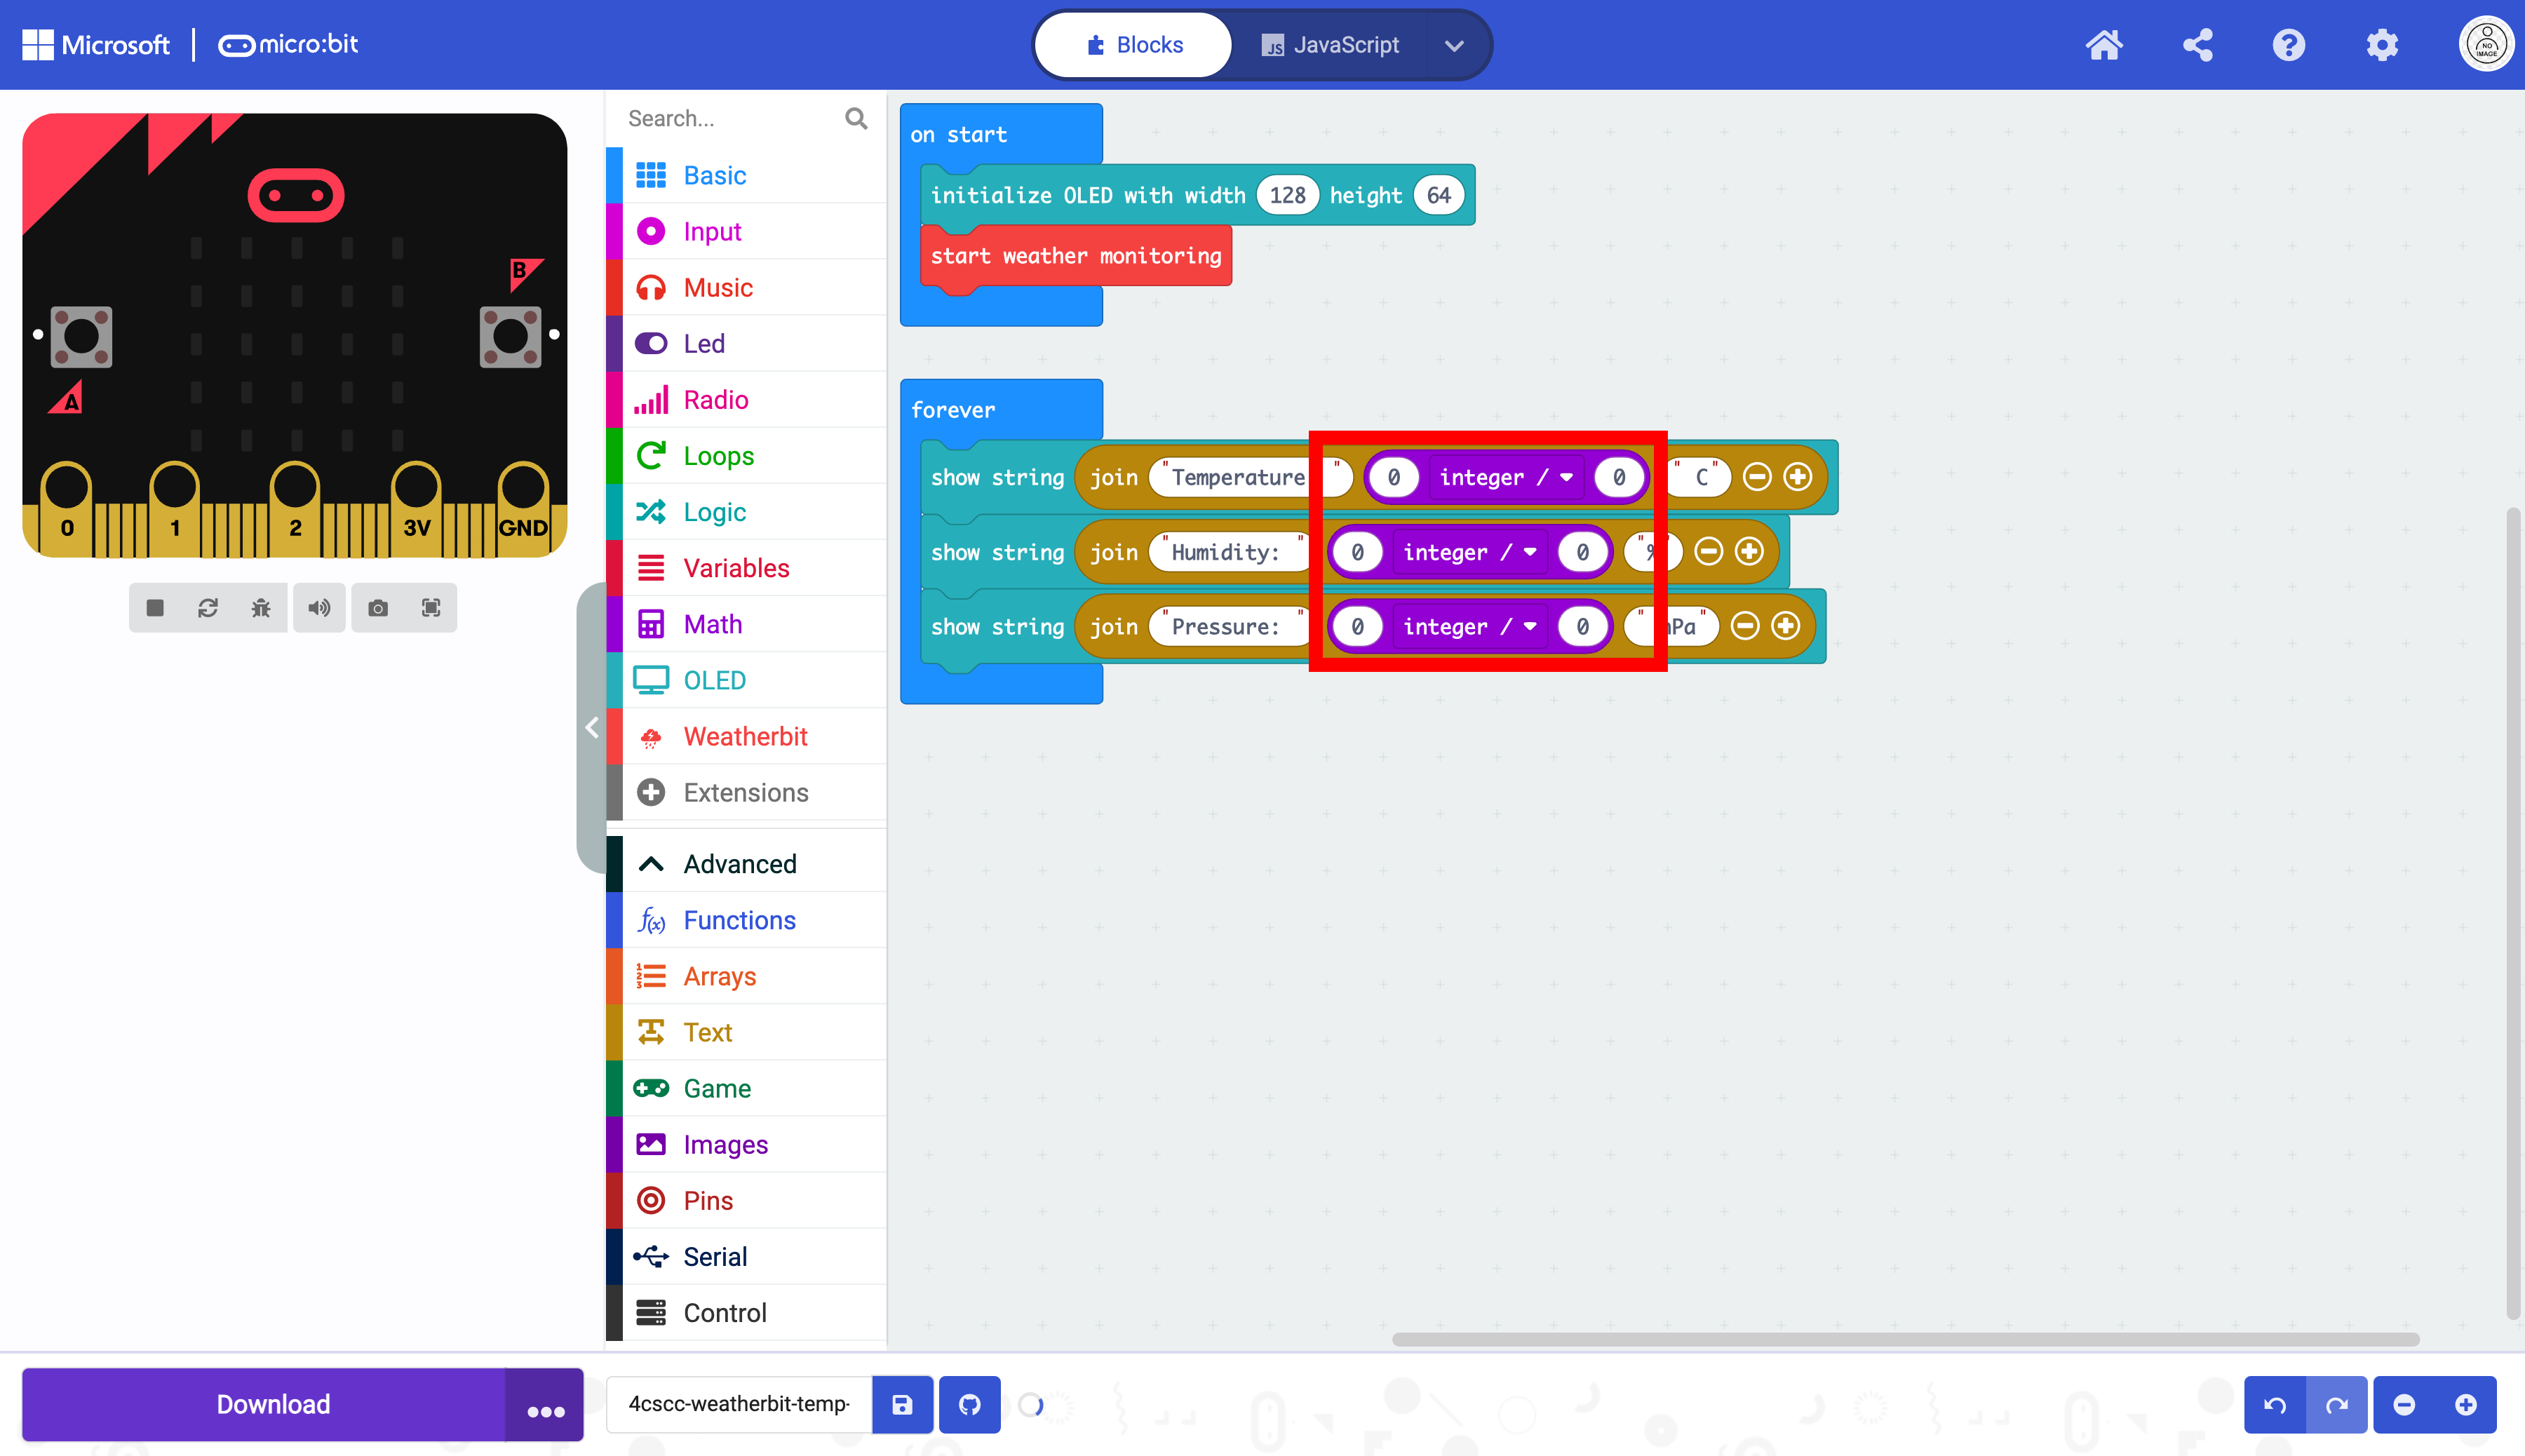 Microsoft | micro:bit
Blocks
JavaScript
NO IMAGE
Search...
Basic
Input
Music
Led
Radio
Loops
Logic
Variables
Math
OLED
Weatherbit
Extensions
Advanced
Functions
Arrays
Text
Game
Images
Pins
Serial
Control
A
B
0 1 2 3V GND
on start
initialize OLED with width 128 height 64
start weather monitoring
forever
show string join "Temperature " 0 integer / 0 " C"
show string join "Humidity: " 0 integer / 0 "%"
show string join "Pressure: " 0 integer / 0 " hPa"
Download
4cscc-weatherbit-temp-